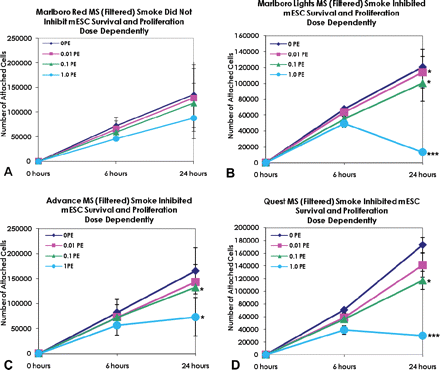 Marlboro Red MS (Filtered) Smoke Did Not
Inhibit mESC Survival and Proliferation
Dose Dependently
250000
200000
150000
100000
50000
0
Number of Attached Cells
0PE
0.01 PE
0.1 PE
1.0 PE
0 hours
6 hours
24 hours
A
Marlboro Lights MS (Filtered) Smoke Inhibited
mESC Survival and Proliferation
Dose Dependently
160000
140000
120000
100000
80000
60000
40000
20000
0
Number of Attached Cells
0 PE
0.01 PE
0.1 PE
1.0 PE
*
*
***
0 hours
6 hours
24 hours
B
Advance MS (Filtered) Smoke Inhibited
mESC Survival and Proliferation
Dose Dependently
250000
200000
150000
100000
50000
0
Number of Attached Cells
0PE
0.01 PE
0.1 PE
1PE
*
*
0 hours
6 hours
24 hours
C
Quest MS (Filtered) Smoke Inhibited mESC
Survival and Proliferation
Dose Dependently
200000
180000
160000
140000
120000
100000
80000
60000
40000
20000
0
Number of Attached Cells
0 PE
0.01 PE
0.1 PE
1.0 PE
*
***
0 hours
6 hours
24 hours
D